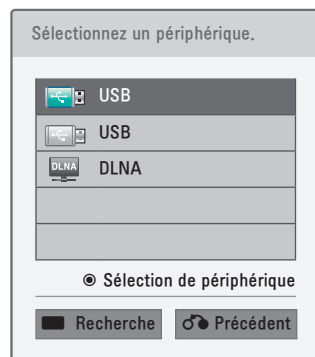 Sélectionnez un périphérique.
USB
USB
DLNA DLNA
◉ Sélection de périphérique
Recherche Précédent